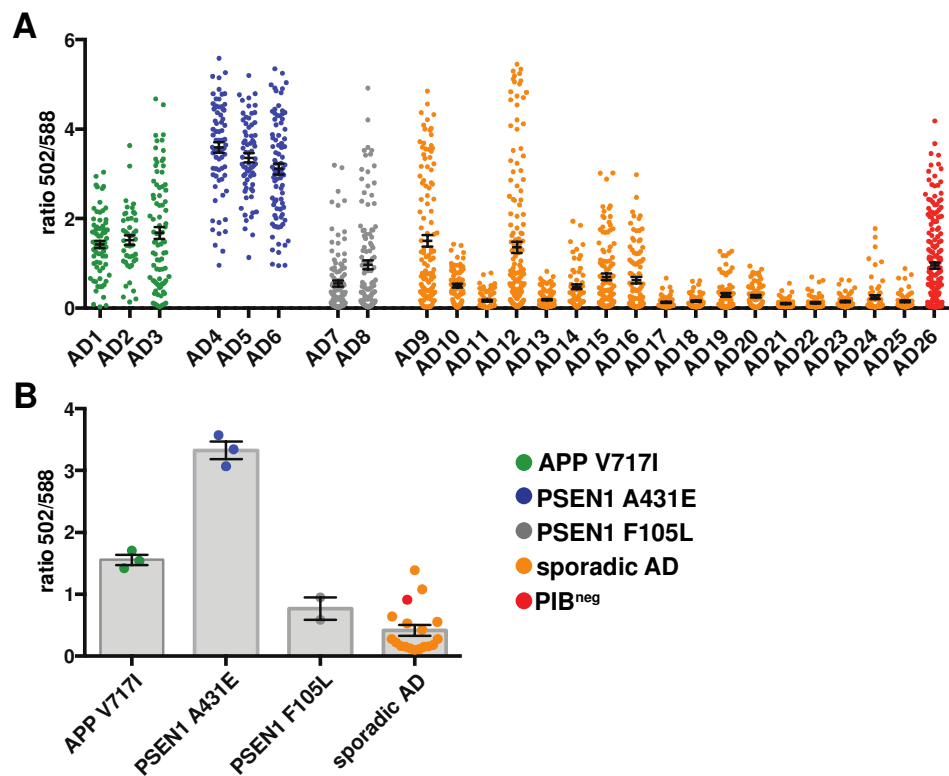 A
ratio 502/588
6
4
2
0
AD1 AD2 AD3 AD4 AD5 AD6 AD7 AD8 AD9 AD10 AD11 AD12 AD13 AD14 AD15 AD16 AD17 AD18 AD19 AD20 AD21 AD22 AD23 AD24 AD25 AD26
B
ratio 502/588
4
3
2
1
0
APP V717I
PSEN1 A431E
PSEN1 F105L
sporadic AD
APP V717I
PSEN1 A431E
PSEN1 F105L
sporadic AD
PIBneg